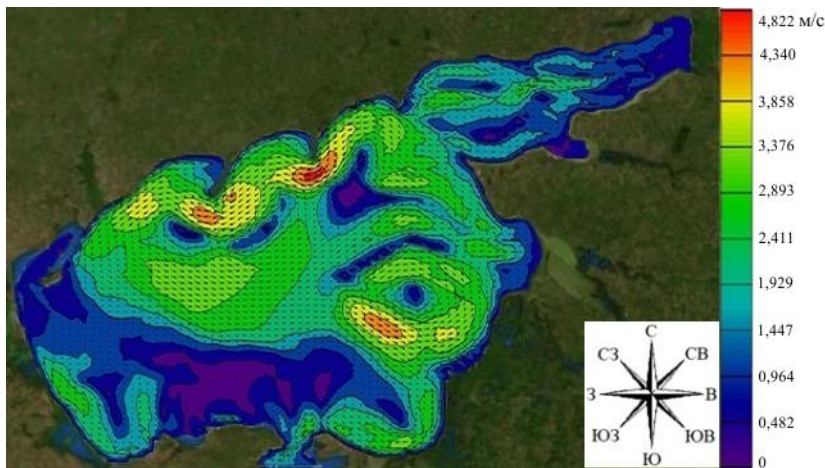 4,822 м/с
4,340
3,858
3,376
2,893
2,411
1,929
1,447
0,964
0,482
0
С
СЗ СВ
З В
ЮЗ ЮВ
Ю